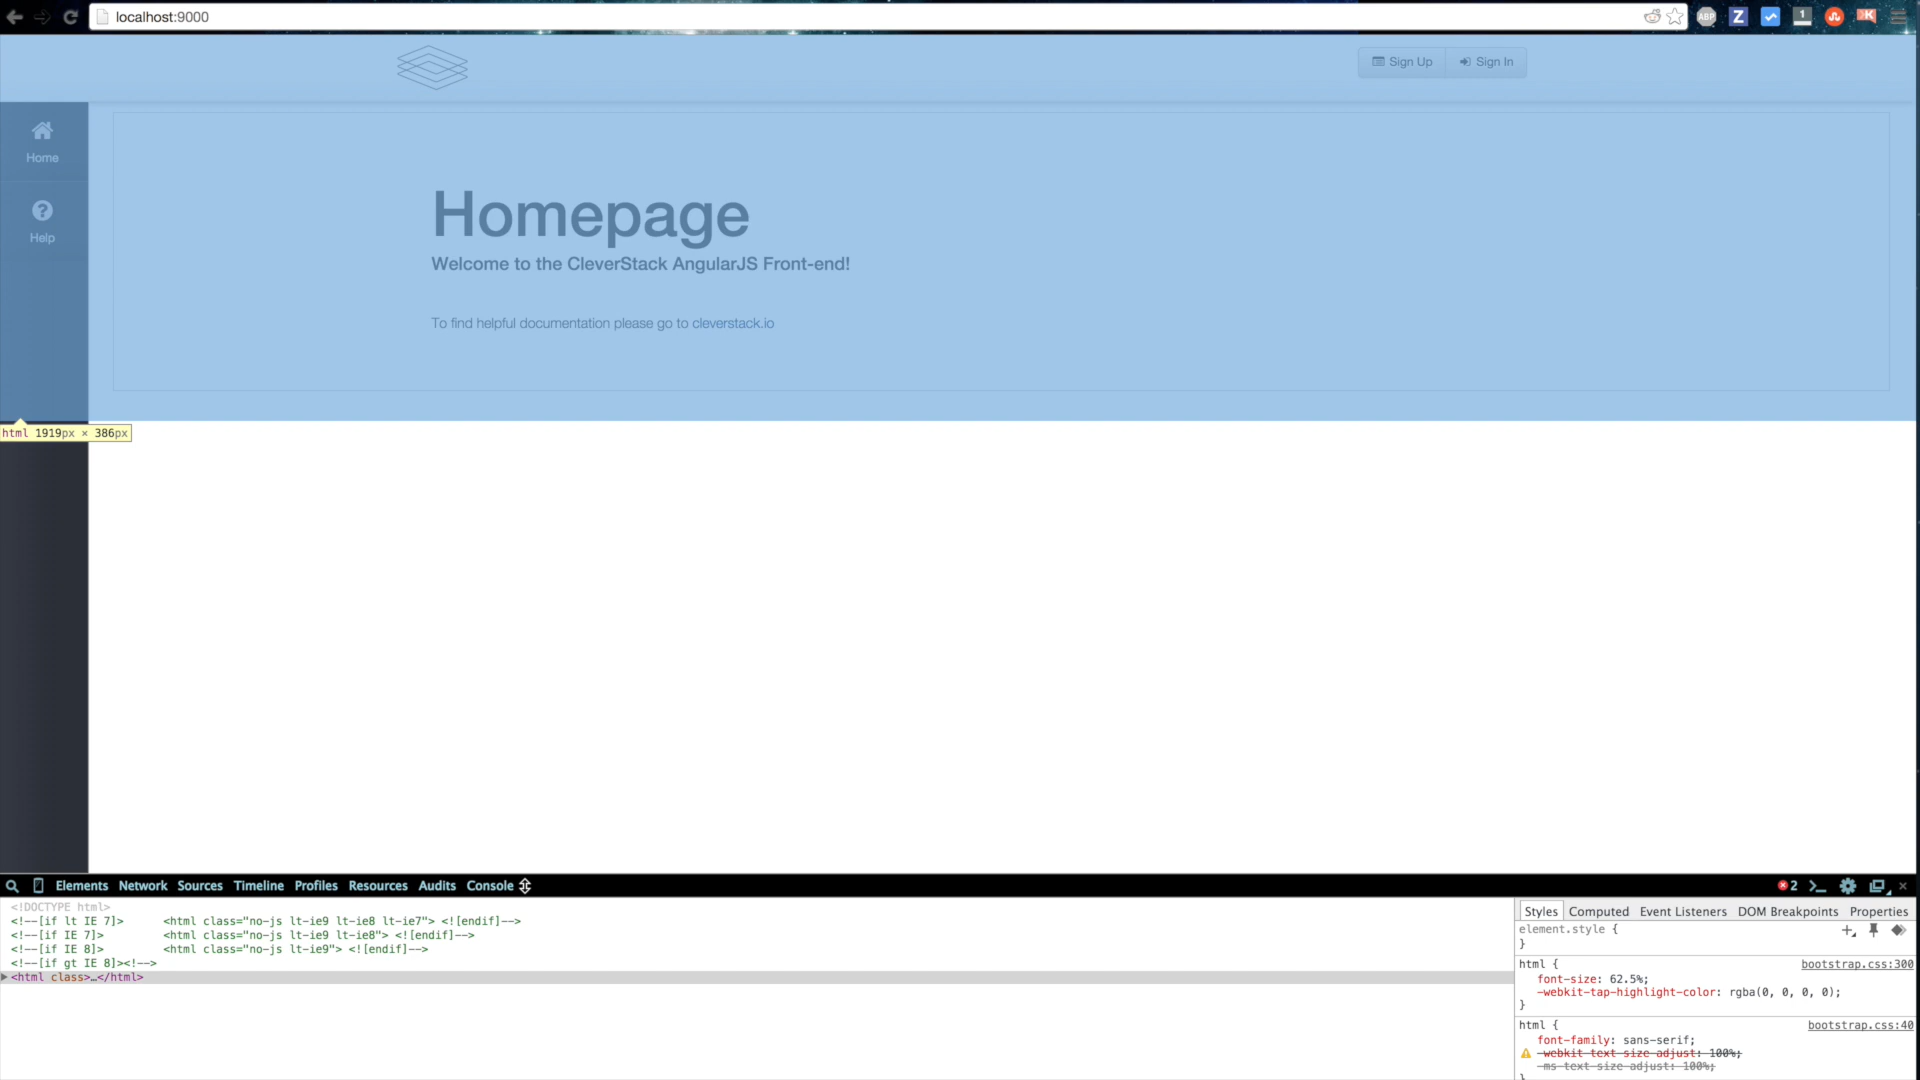 localhost:9000
ABP
Z
1
K
Sign Up
Sign In
Home
Help
Homepage
Welcome to the CleverStack AngularJS Front-end!
To find helpful documentation please go to cleverstack.io
html 1919px × 386px
Elements Network Sources Timeline Profiles Resources Audits Console
2
<!DOCTYPE html>
<!--[if lt IE 7]>      <html class="no-js lt-ie9 lt-ie8 lt-ie7"> <![endif]-->
<!--[if IE 7]>         <html class="no-js lt-ie9 lt-ie8"> <![endif]-->
<!--[if IE 8]>         <html class="no-js lt-ie9"> <![endif]-->
<!--[if gt IE 8]><!-->
<html class>…</html>
Styles Computed Event Listeners DOM Breakpoints Properties
element.style {
}
html { bootstrap.css:300
font-size: 62.5%;
-webkit-tap-highlight-color: rgba(0, 0, 0, 0);
}
html { bootstrap.css:40
font-family: sans-serif;
-webkit-text-size-adjust: 100%;
-ms-text-size-adjust: 100%;
}